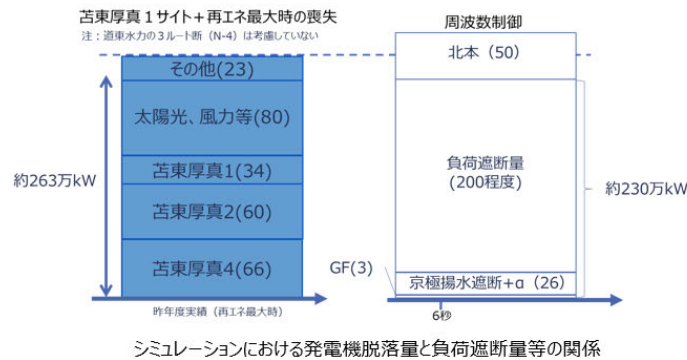 苫東厚真1サイト＋再エネ最大時の喪失
注：道東水力の3ルート断（N-4）は考慮していない
その他(23)
太陽光、風力等(80)
苫東厚真1(34)
苫東厚真2(60)
苫東厚真4(66)
約263万kW
昨年度実績（再エネ最大時）
周波数制御
北本（50）
負荷遮断量
(200程度)
約230万kW
GF(3)
京極揚水遮断+α（26）
6秒
シミュレーションにおける発電機脱落量と負荷遮断量等の関係